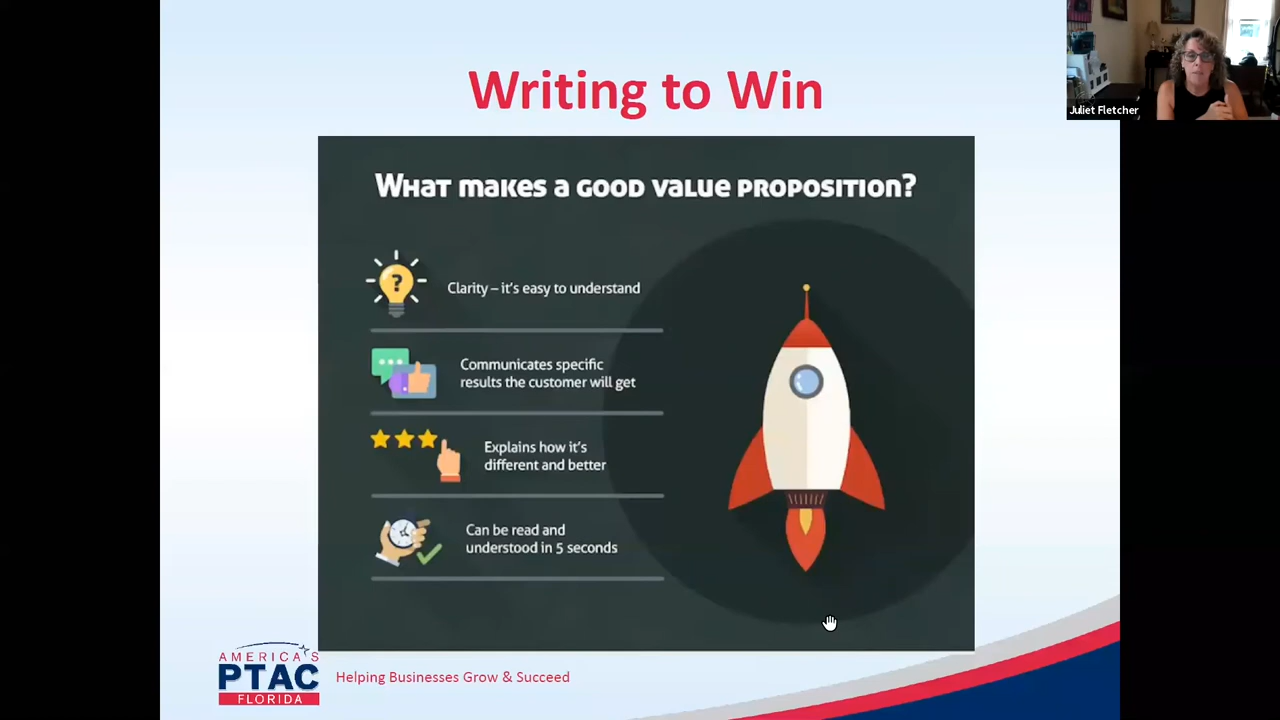 Writing to Win
Juliet Fletcher
What makes a good value proposition?
?
Clarity – it's easy to understand
Communicates specific
results the customer will get
Explains how it's
different and better
Can be read and
understood in 5 seconds
AMERICA'S
PTAC
FLORIDA
Helping Businesses Grow & Succeed